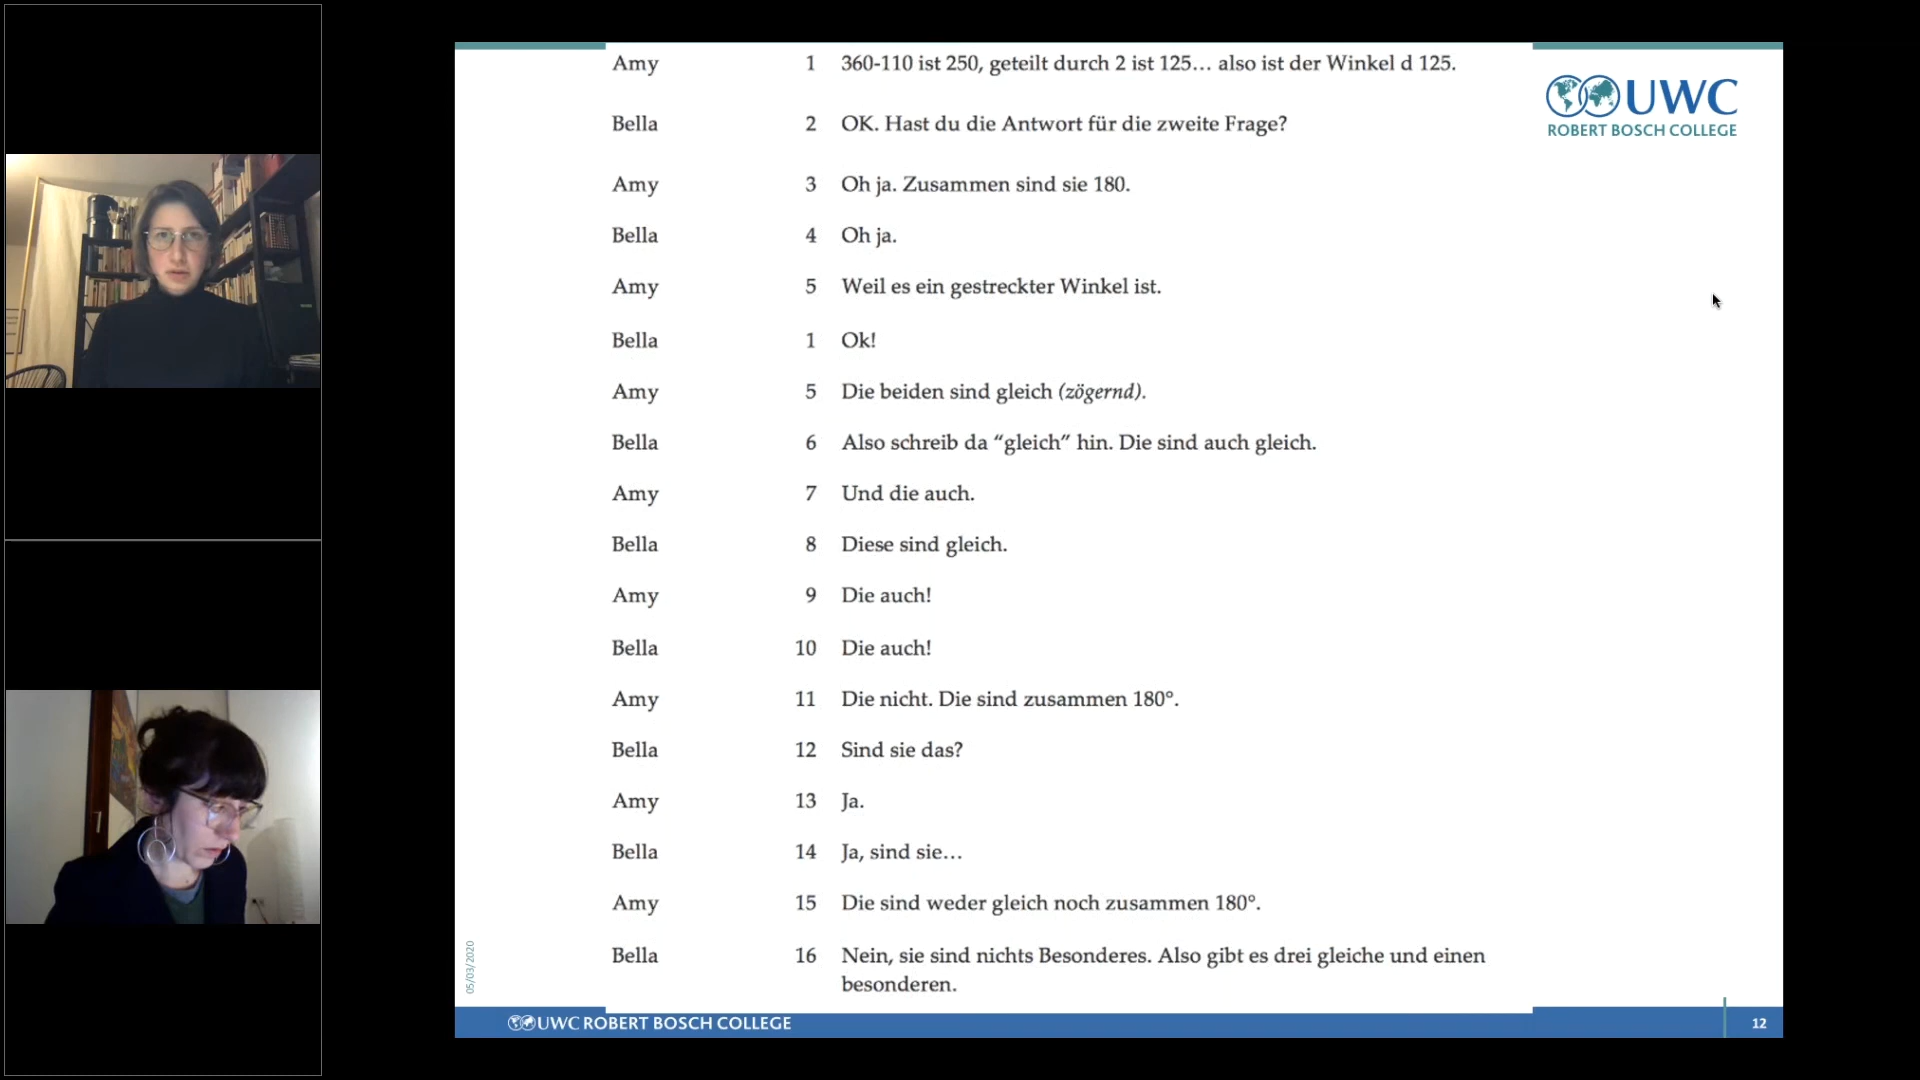 Amy 1 360-110 ist 250, geteilt durch 2 ist 125… also ist der Winkel d 125.
UWC
ROBERT BOSCH COLLEGE
Bella 2 OK. Hast du die Antwort für die zweite Frage?
Amy 3 Oh ja. Zusammen sind sie 180.
Bella 4 Oh ja.
Amy 5 Weil es ein gestreckter Winkel ist.
Bella 1 Ok!
Amy 5 Die beiden sind gleich (zögernd).
Bella 6 Also schreib da “gleich” hin. Die sind auch gleich.
Amy 7 Und die auch.
Bella 8 Diese sind gleich.
Amy 9 Die auch!
Bella 10 Die auch!
Amy 11 Die nicht. Die sind zusammen 180°.
Bella 12 Sind sie das?
Amy 13 Ja.
Bella 14 Ja, sind sie…
Amy 15 Die sind weder gleich noch zusammen 180°.
Bella 16 Nein, sie sind nichts Besonderes. Also gibt es drei gleiche und einen
besonderen.
05/03/2020
UWC ROBERT BOSCH COLLEGE
12